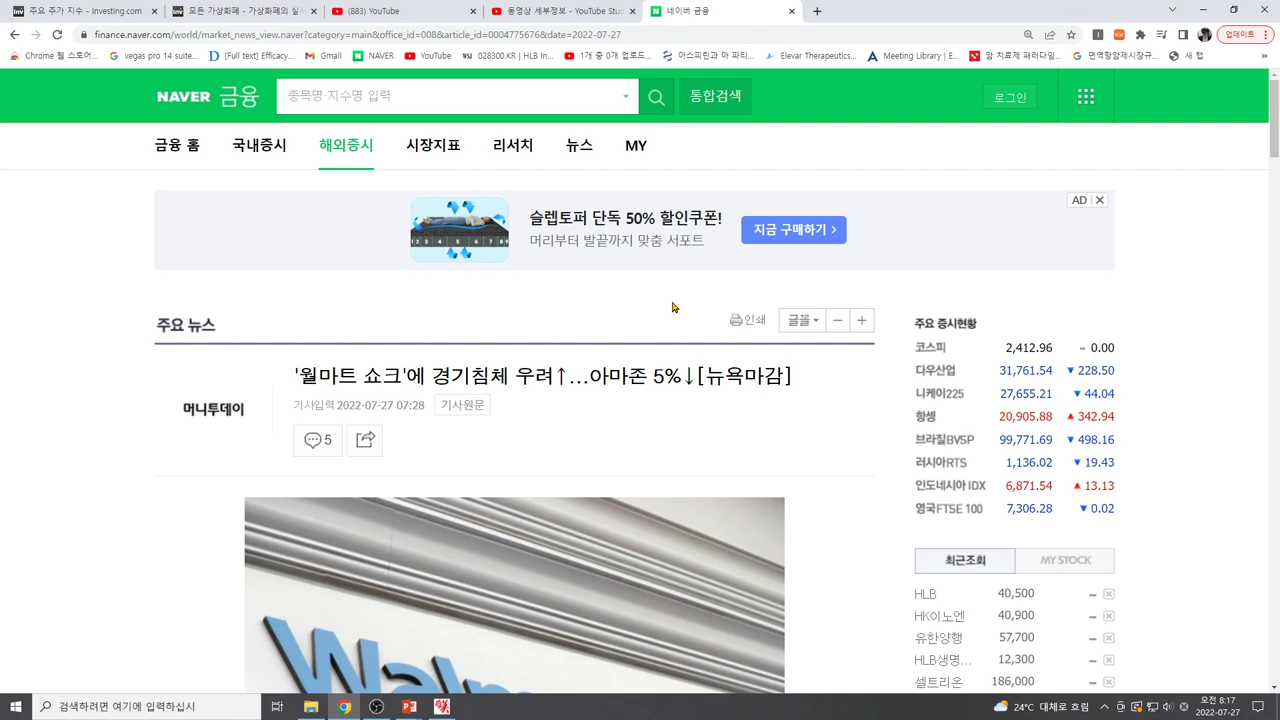 주요 주가 지수 - Investing.com
모든 가상화폐 - 가상화폐의 실시
(883) YouTube
동영상 세부정보 - YouTube Stud
네이버 금융
finance.naver.com/world/market_news_view.naver?category=main&office_id=008&article_id=0004775676&date=2022-07-27
업데이트
Chrome 웹 스토어...
vegas pro 14 suite...
[Full text] Efficacy...
Gmail
NAVER
YouTube
028300.KR | HLB In...
1개 중 0개 업로드...
아스피린과 아 파티...
Elevar Therapeutics...
Meeting Library | E...
암 치료제 패러다임...
면역항암제시장규...
새 탭
NAVER 금융
종목명·지수명 입력
통합검색
로그인
금융 홈
국내증시
해외증시
시장지표
리서치
뉴스
MY
슬렙토퍼 단독 50% 할인쿠폰!
머리부터 발끝까지 맞춤 서포트
지금 구매하기
AD
주요 뉴스
인쇄
글꼴
머니투데이
'월마트 쇼크'에 경기침체 우려↑…아마존 5%↓[뉴욕마감]
기사입력 2022-07-27 07:28
기사원문
5
Walm
주요 증시현황
코스피 2,412.96 - 0.00
다우산업 31,761.54 ▼ 228.50
니케이225 27,655.21 ▼ 44.04
항셍 20,905.88 ▲ 342.94
브라질BVSP 99,771.69 ▼ 498.16
러시아RTS 1,136.02 ▼ 19.43
인도네시아 IDX 6,871.54 ▲ 13.13
영국FTSE 100 7,306.28 ▼ 0.02
최근조회
MY STOCK
HLB 40,500
HK이노엔 40,900
유한양행 57,700
HLB생명... 12,300
셀트리온 186,000
검색하려면 여기에 입력하십시
24°C 대체로 흐림
오전 8:17
2022-07-27